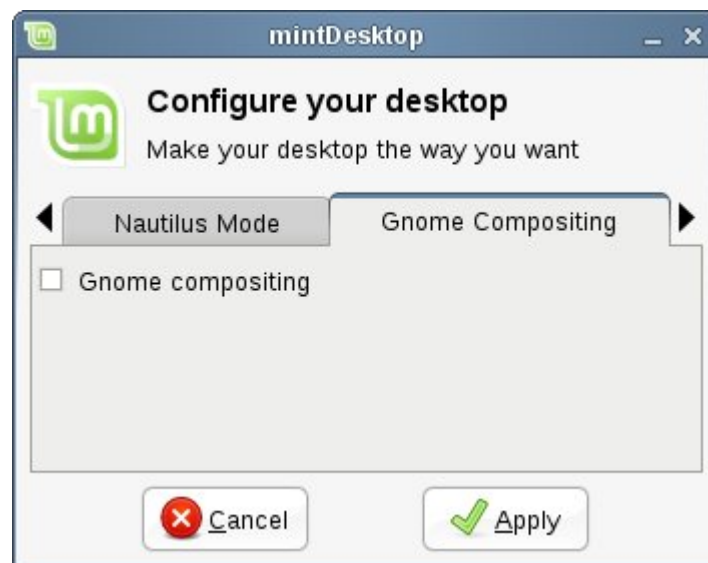 mintDesktop
Configure your desktop
Make your desktop the way you want
Nautilus Mode Gnome Compositing
Gnome compositing
Cancel Apply